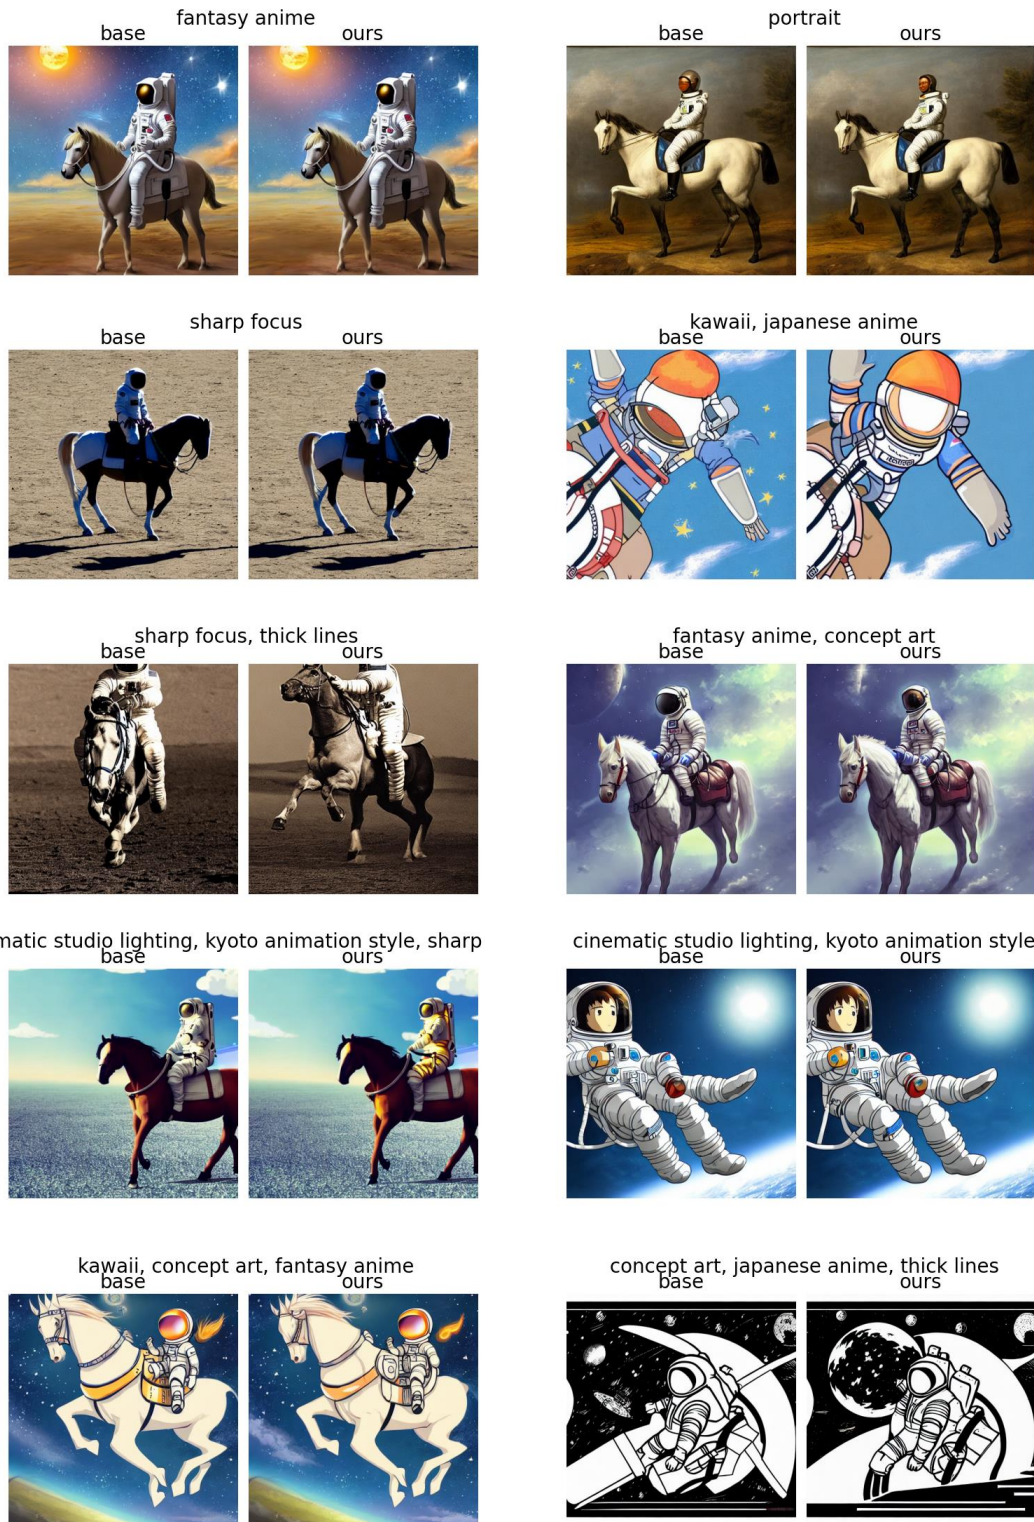 fantasy anime
base ours
portrait
base ours
sharp focus
base ours
kawaii, japanese anime
base ours
sharp focus, thick lines
base ours
fantasy anime, concept art
base ours
matic studio lighting, kyoto animation style, sharp
base ours
cinematic studio lighting, kyoto animation style
base ours
kawaii, concept art, fantasy anime
base ours
concept art, japanese anime, thick lines
base ours